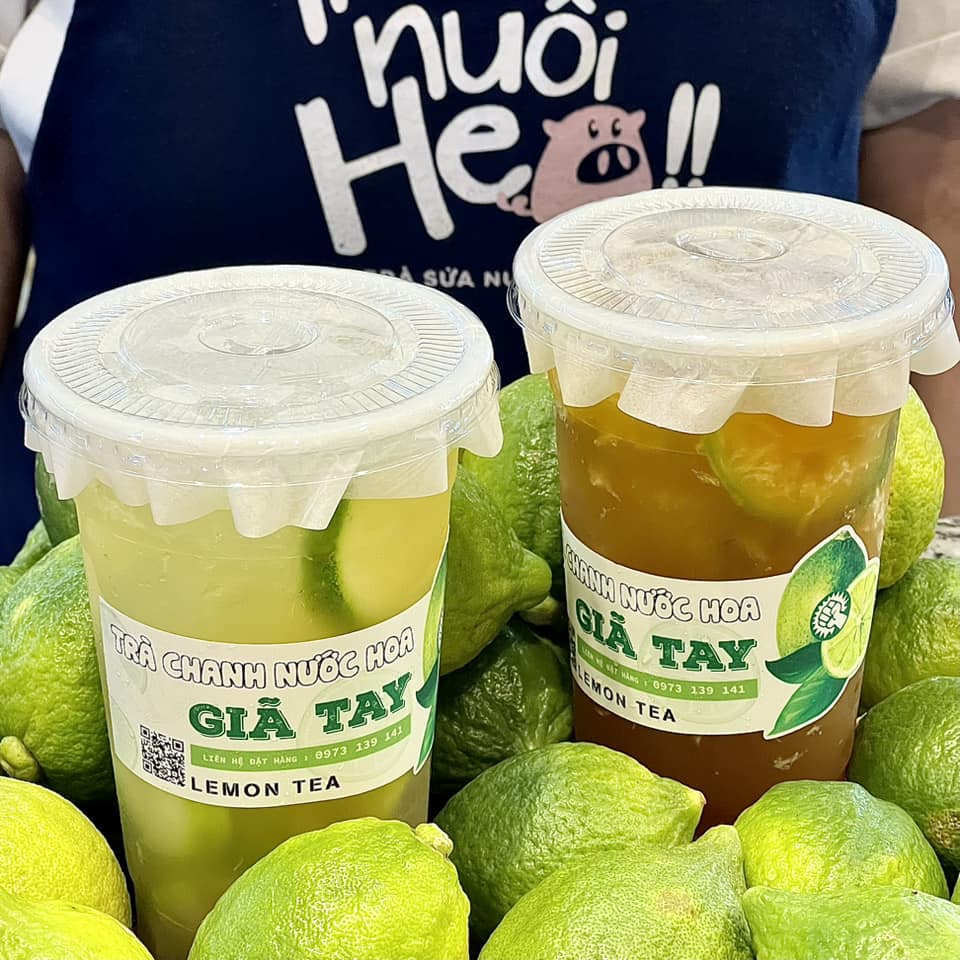 nuôi
Heo!!
TRÀ SỮA
TRÀ CHANH NƯỚC HOA
GIÃ TAY
LIÊN HỆ ĐẶT HÀNG : 0973 139 141
LEMON TEA
CHANH NƯỚC HOA
GIÃ TAY
LIÊN HỆ ĐẶT HÀNG : 0973 139 141
LEMON TEA